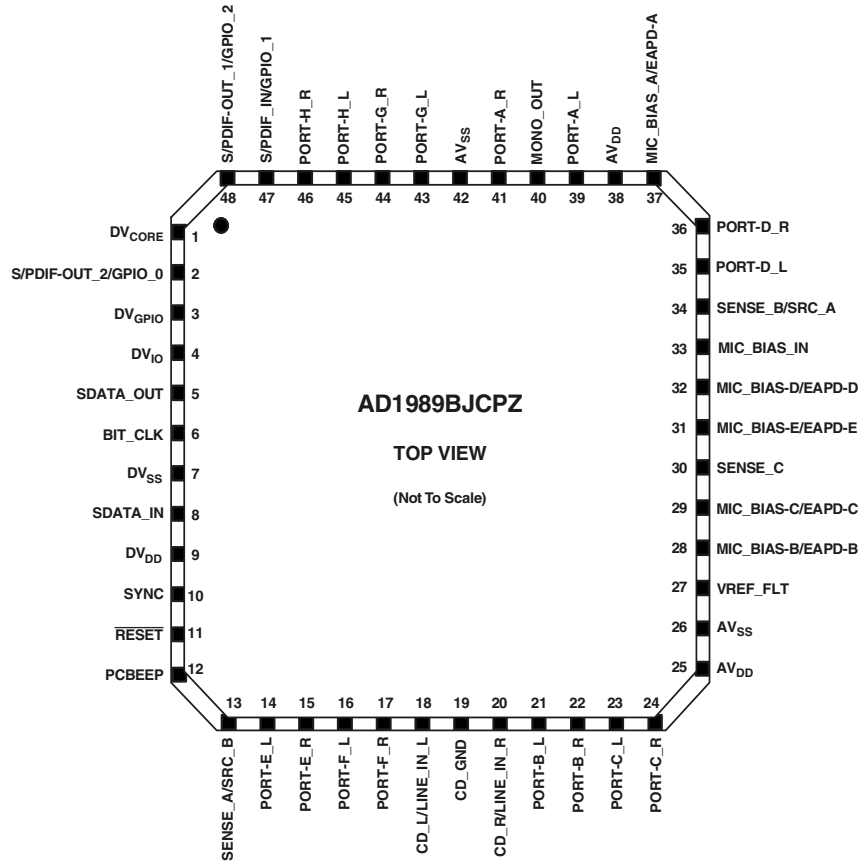 S/PDIF-OUT_1/GPIO_2
S/PDIF_IN/GPIO_1
PORT-H_R
PORT-H_L
PORT-G_R
PORT-G_L
AVSS
PORT-A_R
MONO_OUT
PORT-A_L
AVDD
MIC_BIAS_A/EAPD-A
48 47 46 45 44 43 42 41 40 39 38 37
DVCORE 1
S/PDIF-OUT_2/GPIO_0 2
DVGPIO 3
DVIO 4
SDATA_OUT 5
BIT_CLK 6
DVSS 7
SDATA_IN 8
DVDD 9
SYNC 10
RESET 11
PCBEEP 12
AD1989BJCPZ
TOP VIEW
(Not To Scale)
36 PORT-D_R
35 PORT-D_L
34 SENSE_B/SRC_A
33 MIC_BIAS_IN
32 MIC_BIAS-D/EAPD-D
31 MIC_BIAS-E/EAPD-E
30 SENSE_C
29 MIC_BIAS-C/EAPD-C
28 MIC_BIAS-B/EAPD-B
27 VREF_FLT
26 AVSS
25 AVDD
13 14 15 16 17 18 19 20 21 22 23 24
SENSE_A/SRC_B
PORT-E_L
PORT-E_R
PORT-F_L
PORT-F_R
CD_L/LINE_IN_L
CD_GND
CD_R/LINE_IN_R
PORT-B_L
PORT-B_R
PORT-C_L
PORT-C_R